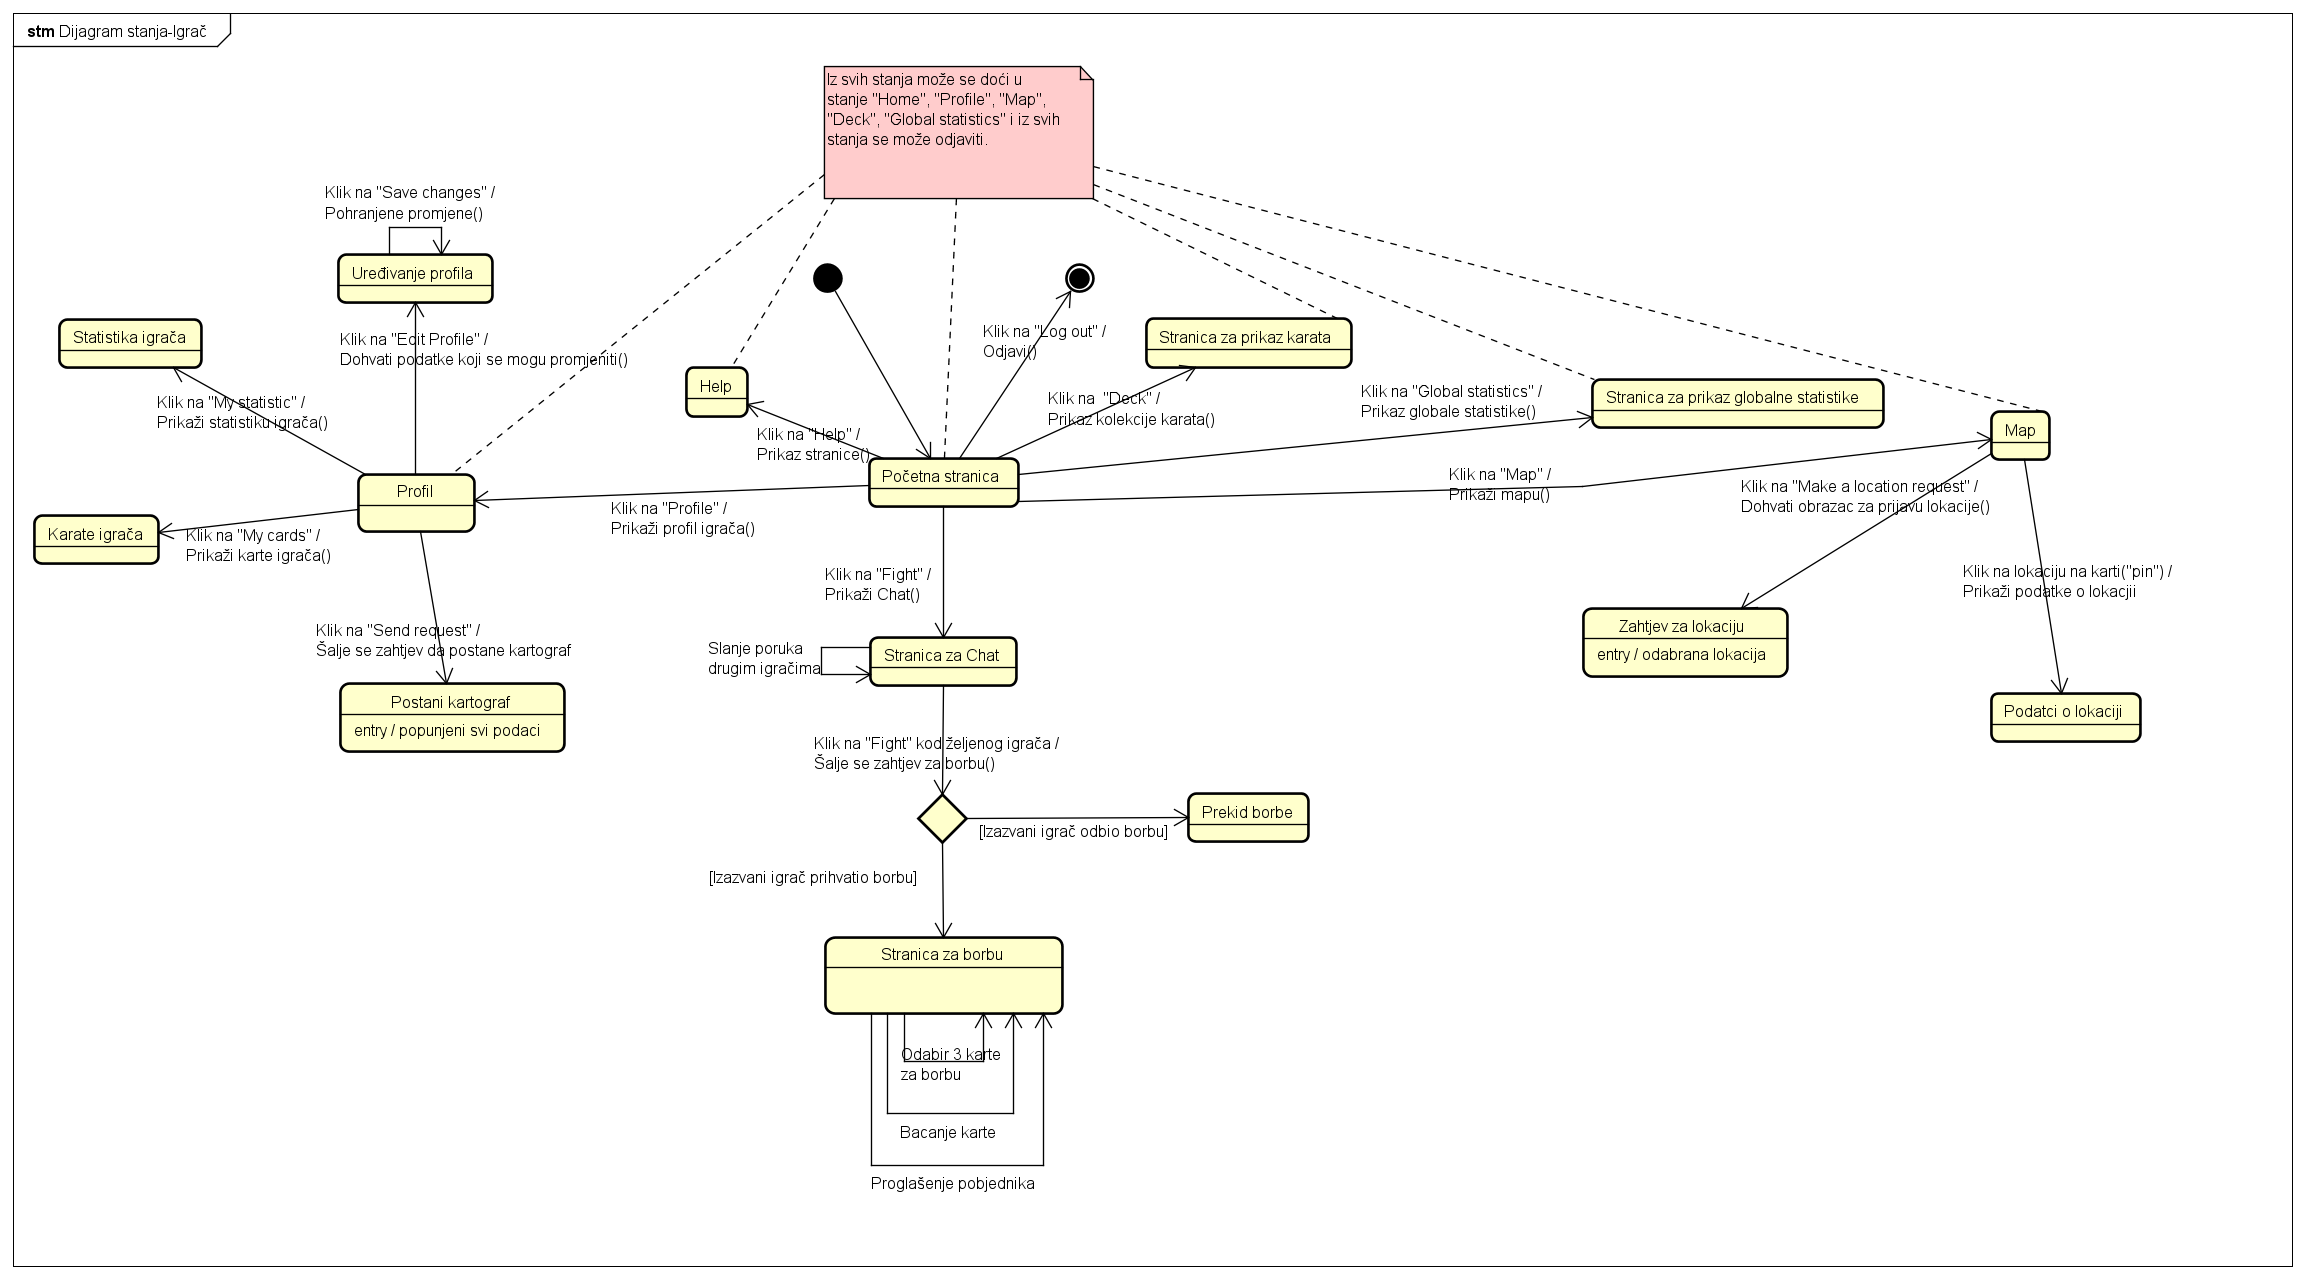 stm Dijagram stanja-Igrač
Iz svih stanja može se doći u
stanje "Home", "Profile", "Map",
"Deck", "Global statistics" i iz svih
stanja se može odjaviti.
Klik na "Save changes" /
Pohranjene promjene()
Uređivanje profila
Statistika igrača
Klik na "Edit Profile" /
Dohvati podatke koji se mogu promjeniti()
Klik na "My statistic" /
Prikaži statistiku igrača()
Help
Klik na "Help" /
Prikaz stranice()
Klik na "Log out" /
Odjavi()
Stranica za prikaz karata
Klik na  "Deck" /
Prikaz kolekcije karata()
Klik na "Global statistics" /
Prikaz globale statistike()
Stranica za prikaz globalne statistike
Map
Početna stranica
Profil
Klik na "Profile" /
Prikaži profil igrača()
Klik na "Map" /
Prikaži mapu()
Klik na "Make a location request" /
Dohvati obrazac za prijavu lokacije()
Karate igrača
Klik na "My cards" /
Prikaži karte igrača()
Klik na "Fight" /
Prikaži Chat()
Klik na lokaciju na karti("pin") /
Prikaži podatke o lokacjii
Klik na "Send request" /
Šalje se zahtjev da postane kartograf
Slanje poruka
drugim igračima
Stranica za Chat
Zahtjev za lokaciju
entry / odabrana lokacija
Postani kartograf
entry / popunjeni svi podaci
Podatci o lokaciji
Klik na "Fight" kod željenog igrača /
Šalje se zahtjev za borbu()
Prekid borbe
[Izazvani igrač odbio borbu]
[Izazvani igrač prihvatio borbu]
Stranica za borbu
Odabir 3 karte
za borbu
Bacanje karte
Proglašenje pobjednika